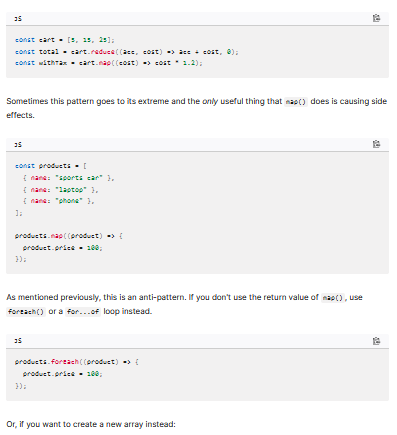 JS
const cart = [5, 15, 25];
const total = cart.reduce((acc, cost) => acc + cost, 0);
const withTax = cart.map((cost) => cost * 1.2);
Sometimes this pattern goes to its extreme and the only useful thing that map() does is causing side
effects.
JS
const products = [
{ name: "sports car" },
{ name: "laptop" },
{ name: "phone" },
];
products.map((product) => {
product.price = 100;
});
As mentioned previously, this is an anti-pattern. If you don't use the return value of map(), use
forEach() or a for...of loop instead.
JS
products.forEach((product) => {
product.price = 100;
});
Or, if you want to create a new array instead: